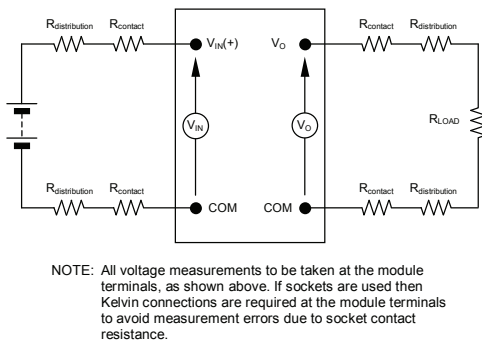 Rdistribution Rcontact VIN(+) VO Rcontact Rdistribution
VIN VO RLOAD
Rdistribution Rcontact COM COM Rcontact Rdistribution
NOTE: All voltage measurements to be taken at the module
terminals, as shown above. If sockets are used then
Kelvin connections are required at the module terminals
to avoid measurement errors due to socket contact
resistance.